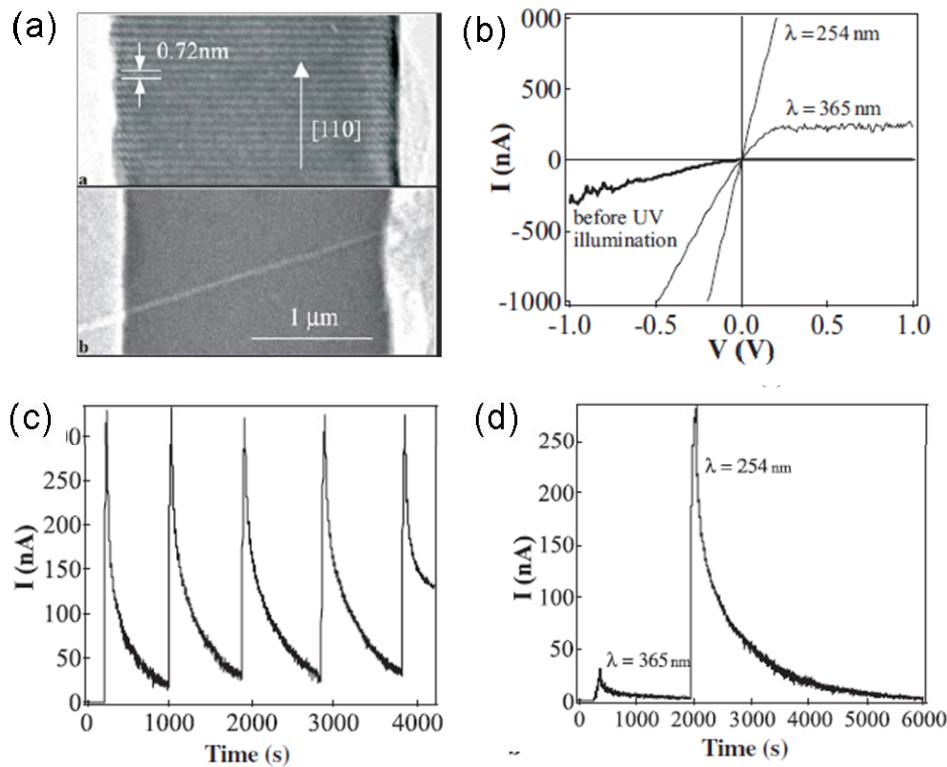 (a)
0.72nm
[110]
a
1 μm
b
(b)
I (nA)
000
500
0
-500
-1000
λ = 254 nm
λ = 365 nm
before UV
illumination
-1.0 -0.5 0.0 0.5 1.0
V (V)
(c)
I (nA)
250
200
150
100
50
0
0 1000 2000 3000 4000
Time (s)
(d)
I (nA)
250
200
150
100
50
0
λ = 254 nm
λ = 365 nm
0 1000 2000 3000 4000 5000 6000
Time (s)